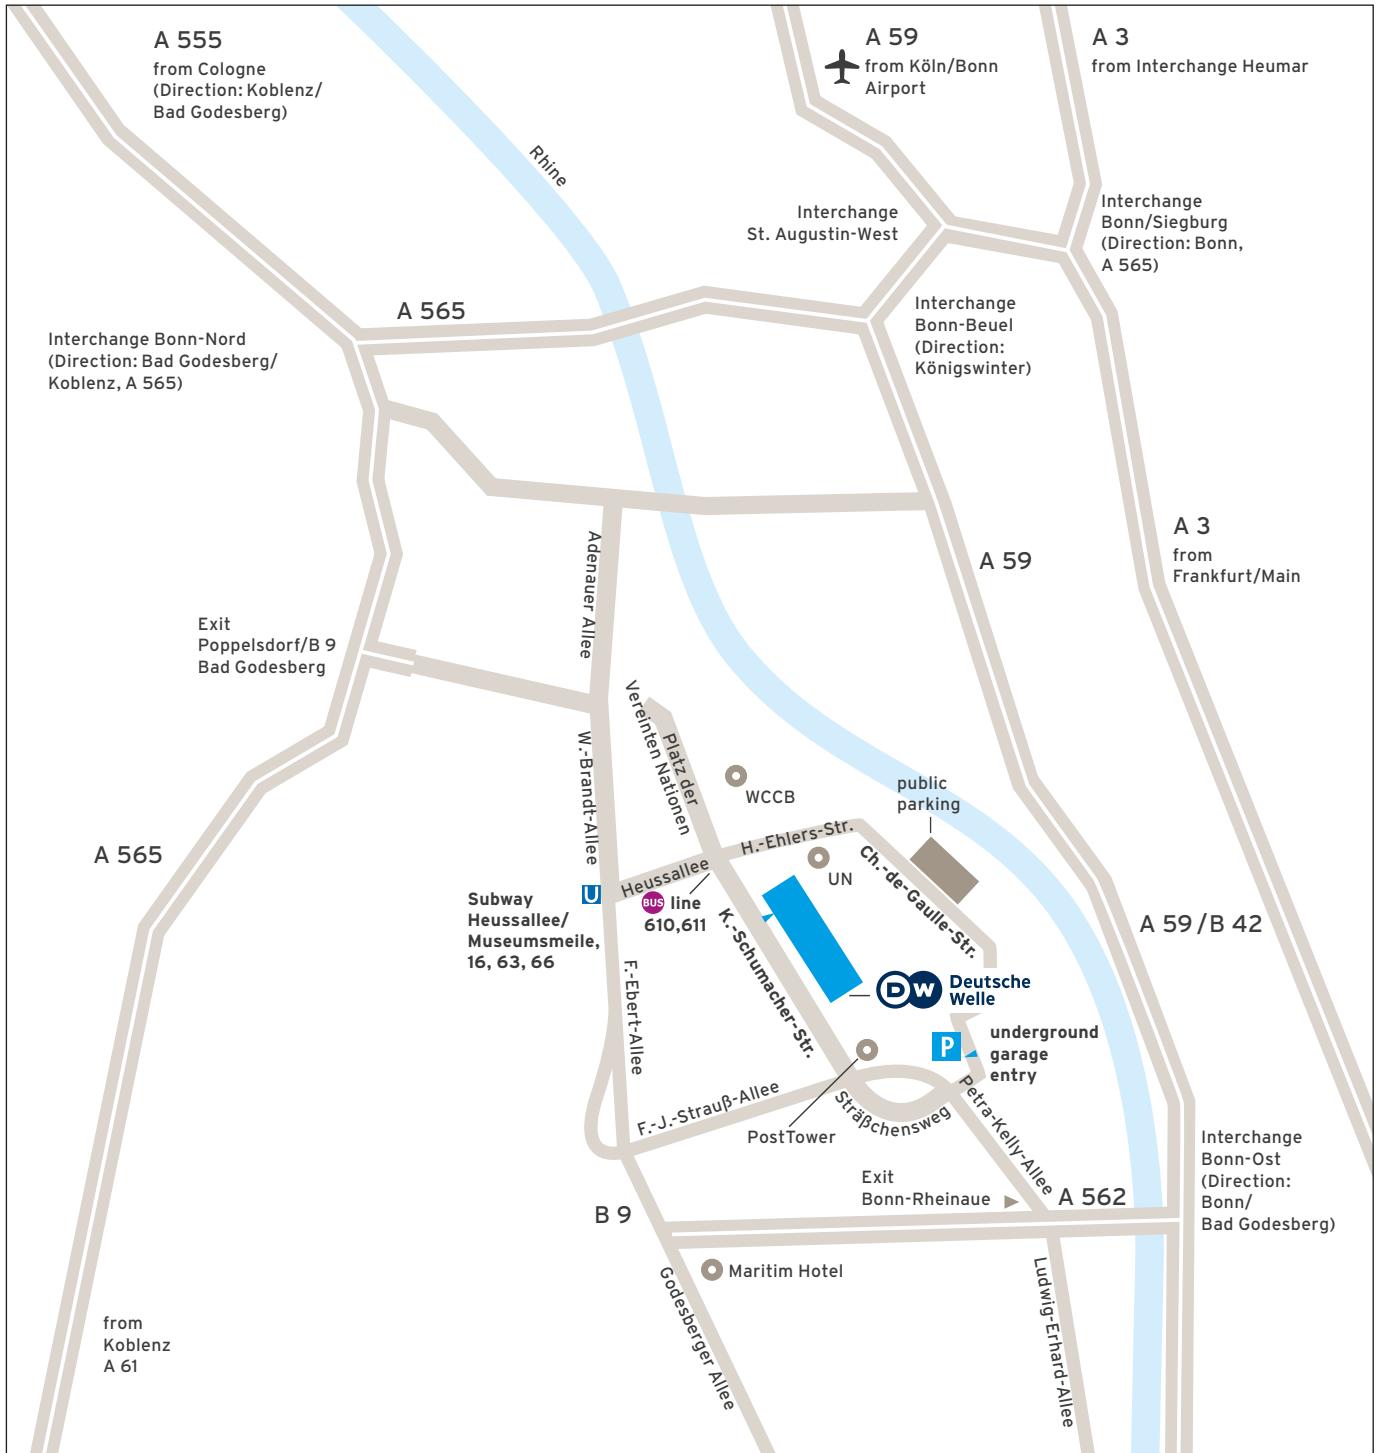 A 555
from Cologne
(Direction: Koblenz/
Bad Godesberg)
A 59
from Köln/Bonn
Airport
A 3
from Interchange Heumar
Rhine
Interchange
St. Augustin-West
Interchange
Bonn/Siegburg
(Direction: Bonn,
A 565)
A 565
Interchange Bonn-Nord
(Direction: Bad Godesberg/
Koblenz, A 565)
Interchange
Bonn-Beuel
(Direction:
Königswinter)
A 3
from
Frankfurt/Main
A 59
Adenauer Allee
Exit
Poppelsdorf/B 9
Bad Godesberg
Platz der
Vereinten Nationen
W.-Brandt-Allee
WCCB
public
parking
A 565
H.-Ehlers-Str.
UN
Ch.-de-Gaulle-Str.
Heussallee
U
Subway
Heussallee/
Museumsmeile,
16, 63, 66
BUS line
610,611
K.-Schumacher-Str.
A 59/B 42
F.-Ebert-Allee
DW Deutsche
Welle
P
underground
garage
entry
F.-J.-Strauß-Allee
Sträßchensweg
Petra-Kelly-Allee
PostTower
Interchange
Bonn-Ost
(Direction:
Bonn/
Bad Godesberg)
Exit
Bonn-Rheinaue
A 562
B 9
Maritim Hotel
Godesberger Allee
Ludwig-Erhard-Allee
from
Koblenz
A 61